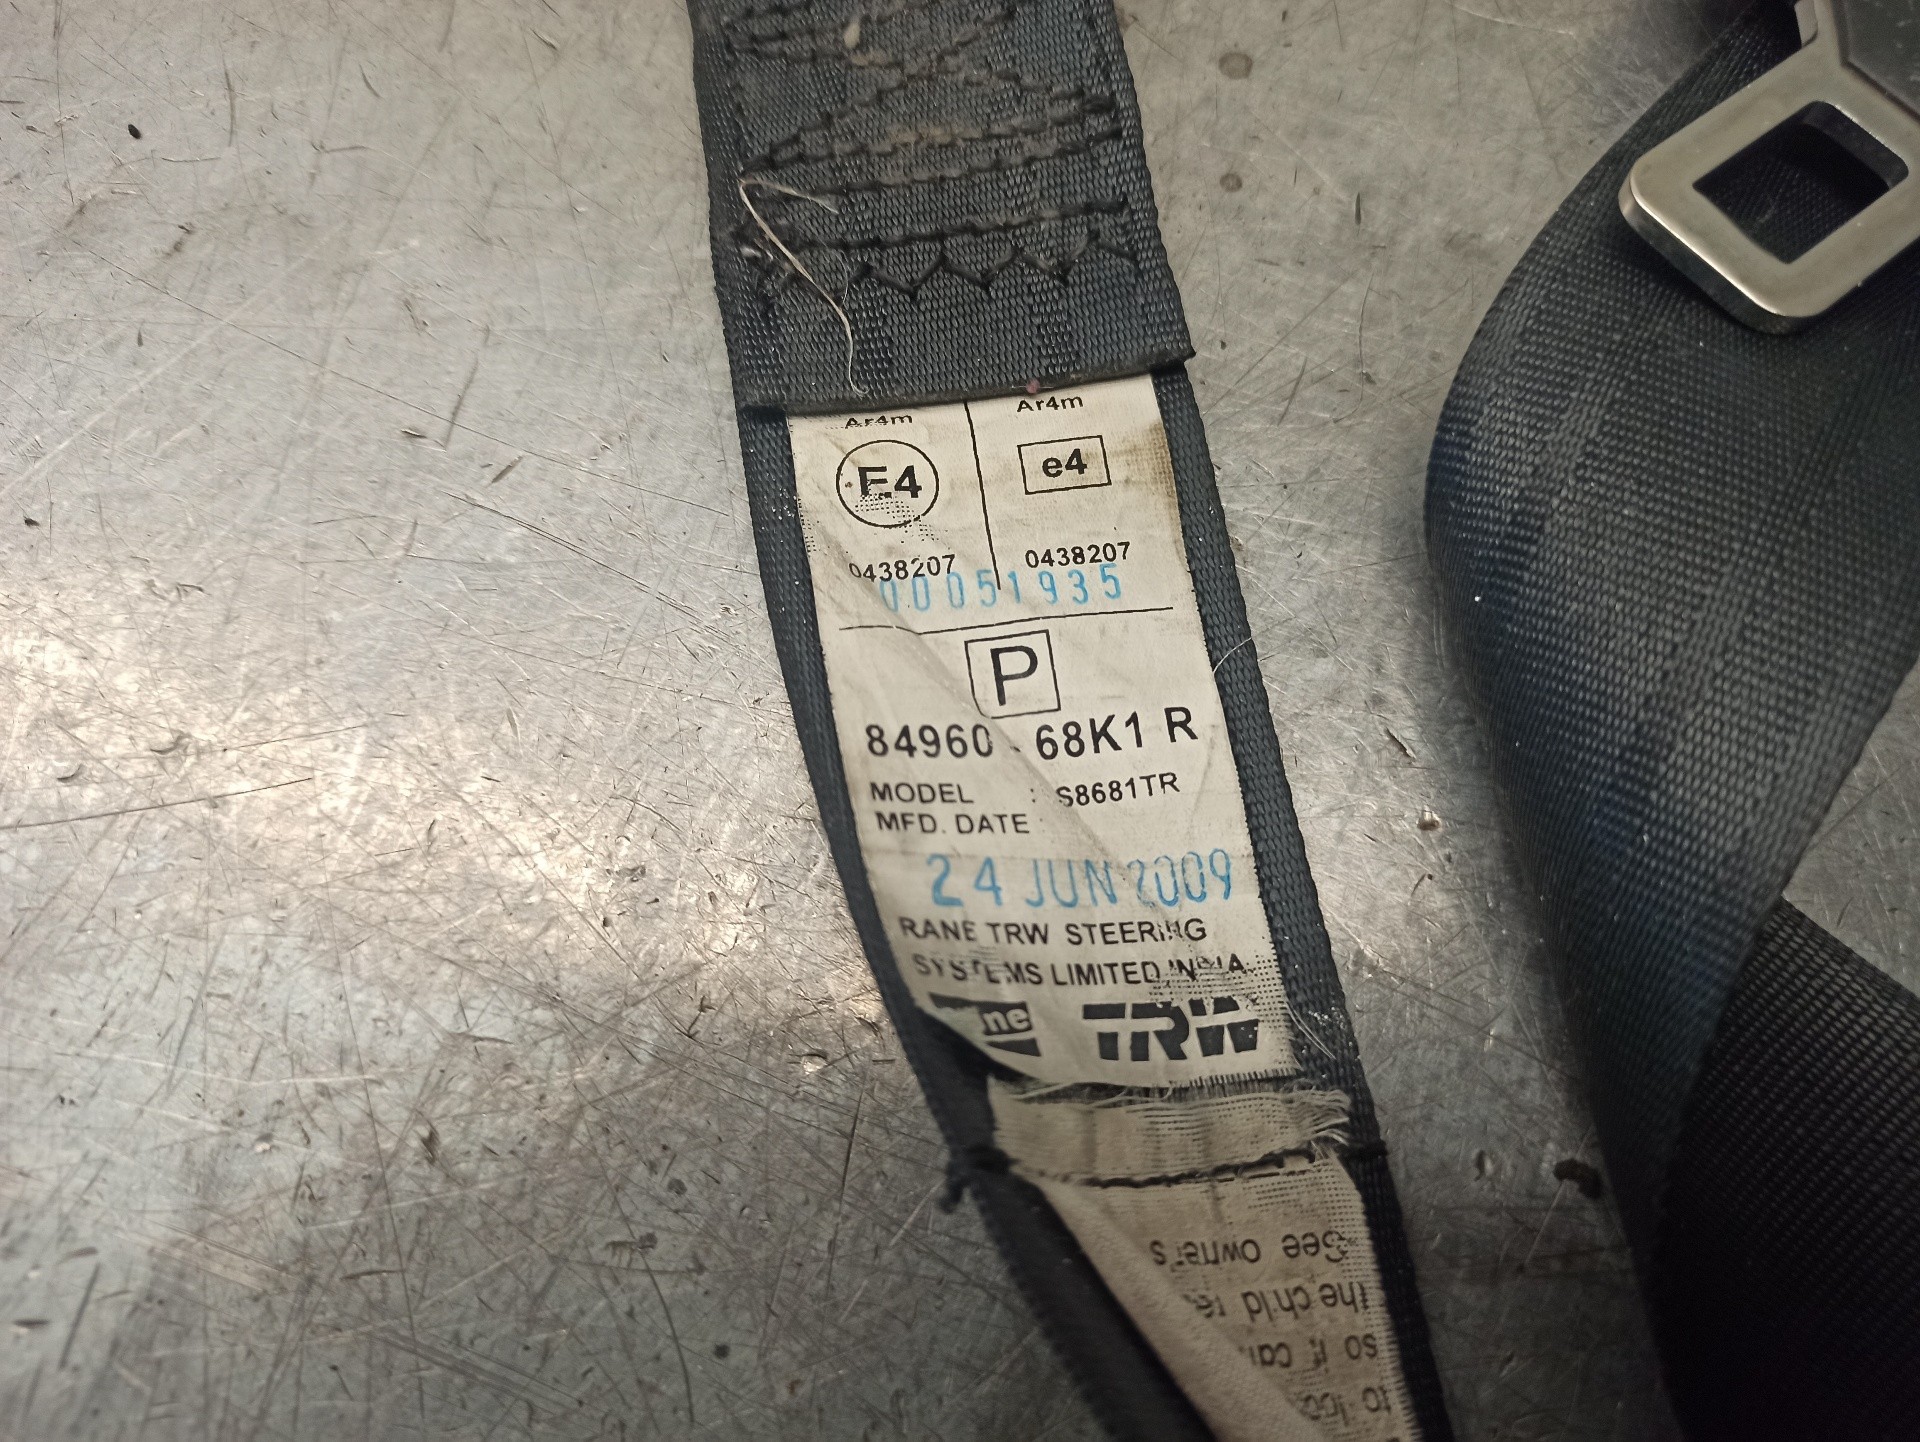 Ar4m Ar4m
E4 e4
0438207 0438207
00051935
P
84960 - 68K1 R
MODEL : S8681TR
MFD. DATE :
24 JUN 2009
RANE TRW STEERING
SYSTEMS LIMITED, INDIA.
TRW
See owner's
the child
so it can
to